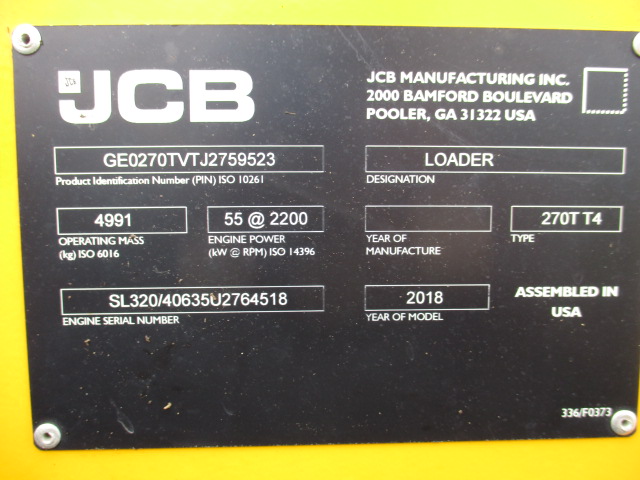 JCB
JCB MANUFACTURING INC.
2000 BAMFORD BOULEVARD
POOLER, GA 31322 USA
GE0270TVTJ2759523
Product Identification Number (PIN) ISO 10261
LOADER
DESIGNATION
4991
OPERATING MASS
(kg) ISO 6016
55 @ 2200
ENGINE POWER
(kW @ RPM) ISO 14396
YEAR OF
MANUFACTURE
270T T4
TYPE
SL320/40635U2764518
ENGINE SERIAL NUMBER
2018
YEAR OF MODEL
ASSEMBLED IN
USA
336/F0373